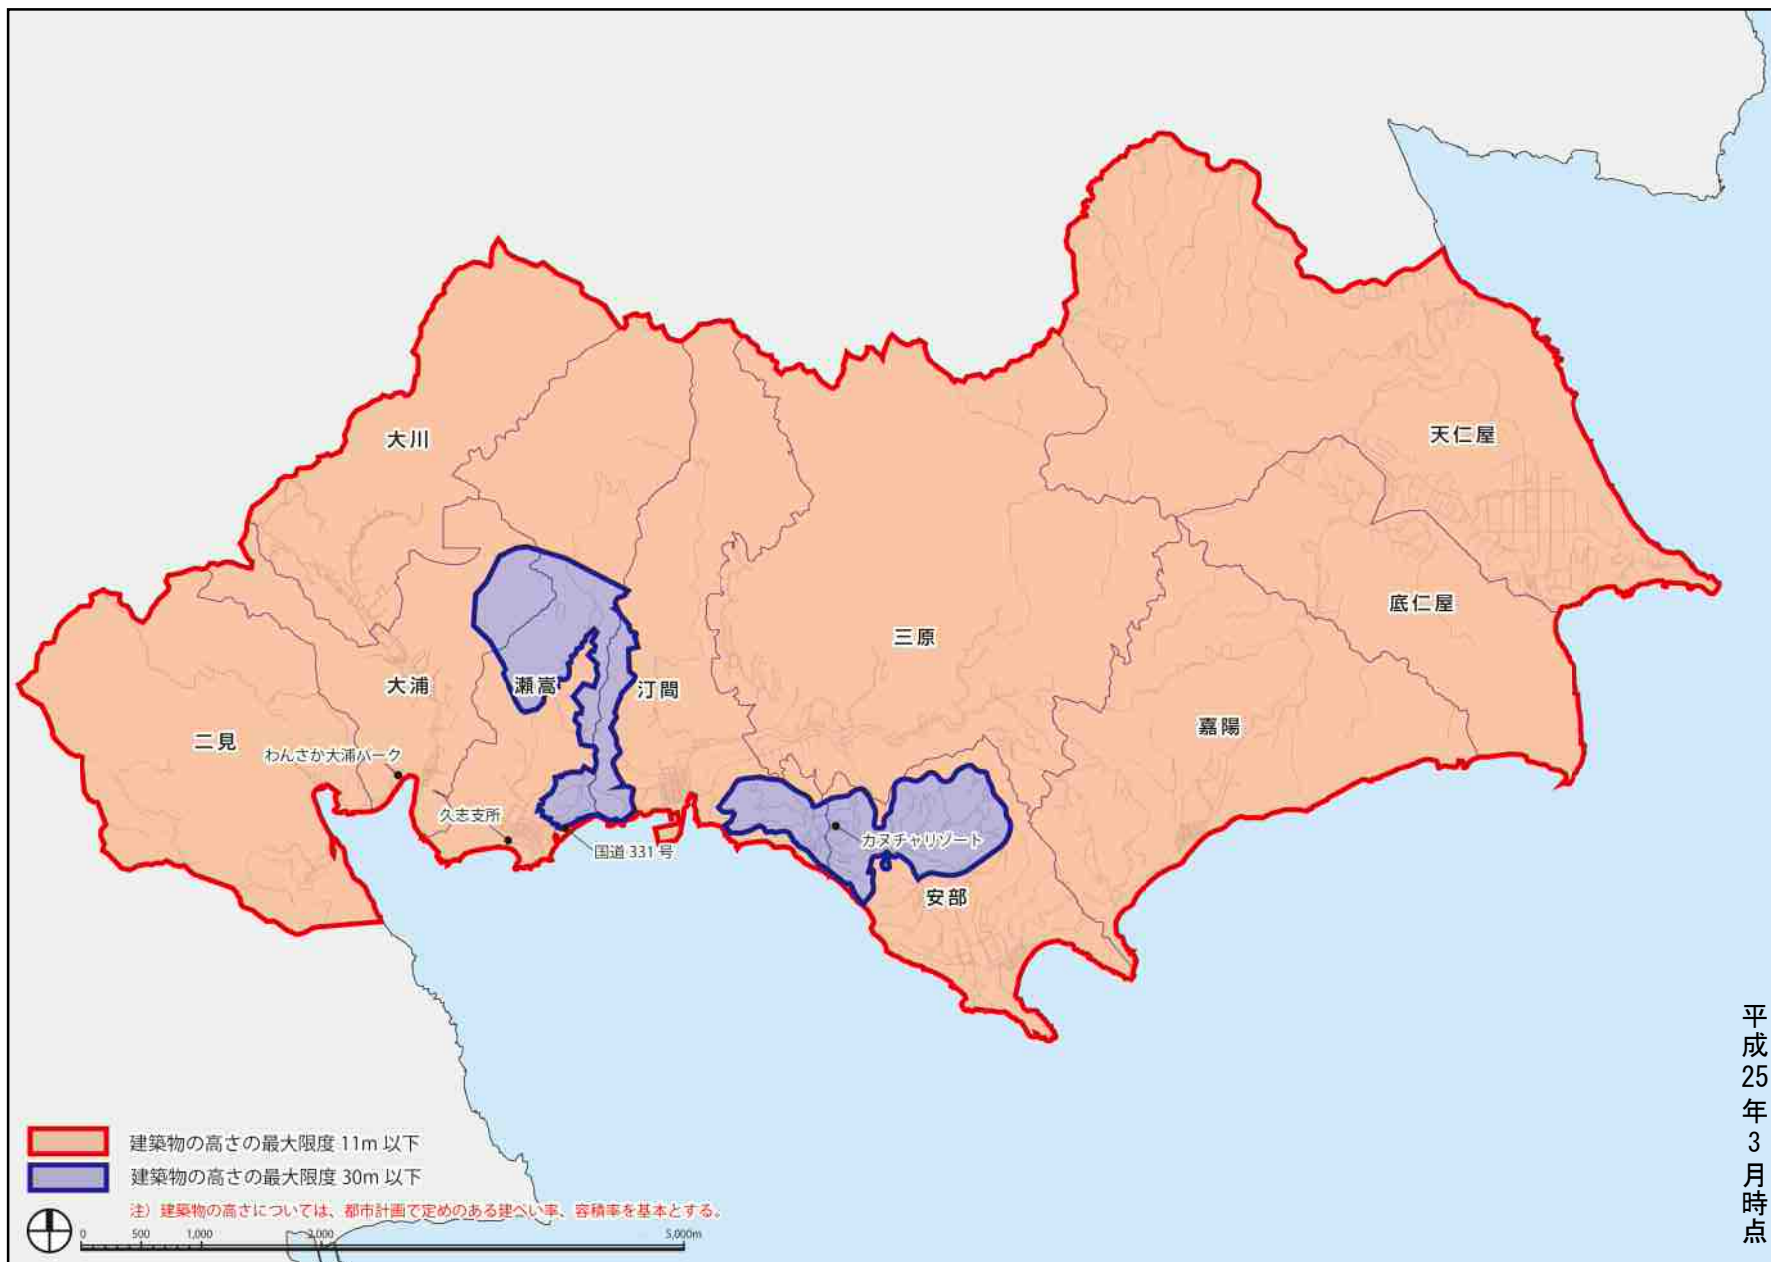 大川
天仁屋
底仁屋
三原
大浦
瀬嵩
汀間
嘉陽
二見
わんさか大浦パーク
久志支所
国道 331 号
カヌチャリゾート
安部
平成25年3月時点
建築物の高さの最大限度 11m 以下
建築物の高さの最大限度 30m 以下
注）建築物の高さについては、都市計画で定めのある建ぺい率、容積率を基本とする。
0 500 1,000 2,000 5,000m